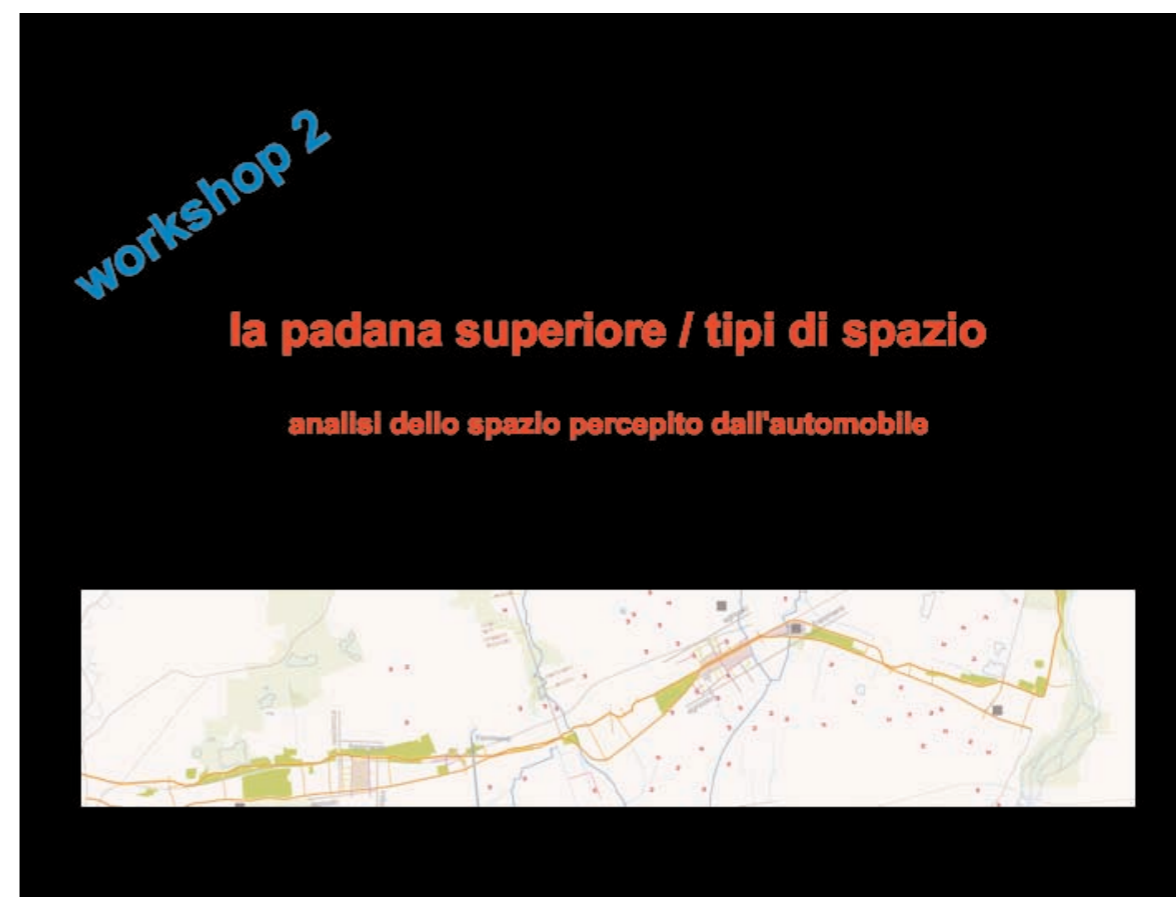 workshop 2
la padana superiore / tipi di spazio
analisi dello spazio percepito dall'automobile